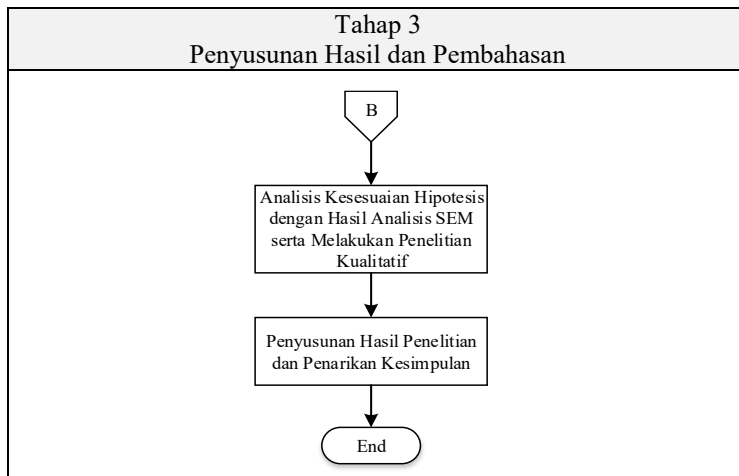 Tahap 3
Penyusunan Hasil dan Pembahasan
B
Analisis Kesesuaian Hipotesis
dengan Hasil Analisis SEM
serta Melakukan Penelitian
Kualitatif
Penyusunan Hasil Penelitian
dan Penarikan Kesimpulan
End